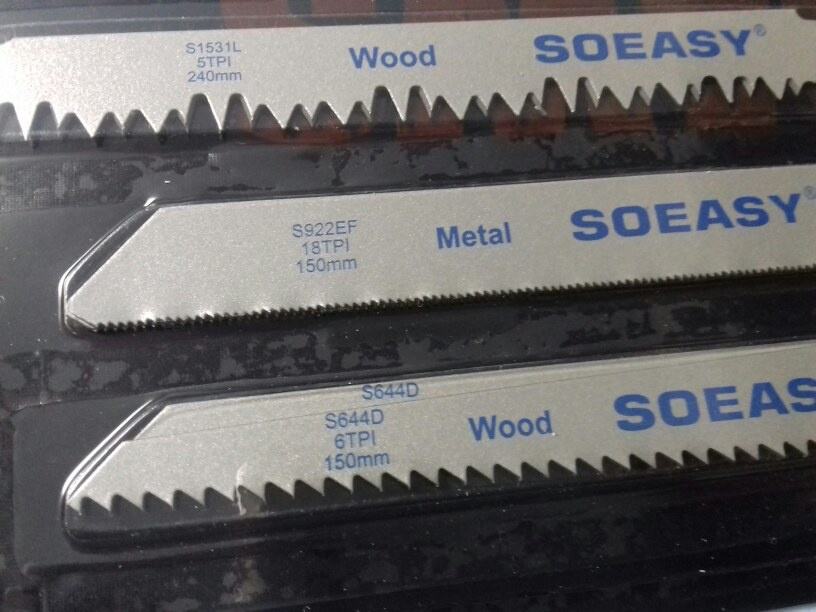 S1531L
5TPI
240mm
Wood
SOEASY®
S922EF
18TPI
150mm
Metal
SOEASY®
S644D
S644D
6TPI
150mm
Wood
SOEAS